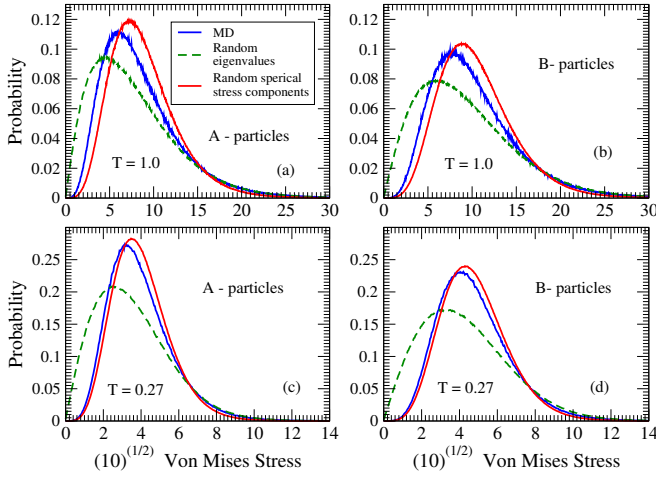 0.12
0.1
0.08
0.06
0.04
0.02
0
Probability
MD
Random
eigenvalues
Random sperical
stress components
A - particles
T = 1.0
(a)
0 5 10 15 20 25 30
0.12
0.1
0.08
0.06
0.04
0.02
0
B- particles
T = 1.0
(b)
0 5 10 15 20 25 30
0.25
0.2
0.15
0.1
0.05
0
Probability
A - particles
T = 0.27
(c)
0 2 4 6 8 10 12 14
(10)^(1/2) Von Mises Stress
0.25
0.2
0.15
0.1
0.05
0
B- particles
T = 0.27
(d)
0 2 4 6 8 10 12 14
(10)^(1/2) Von Mises Stress